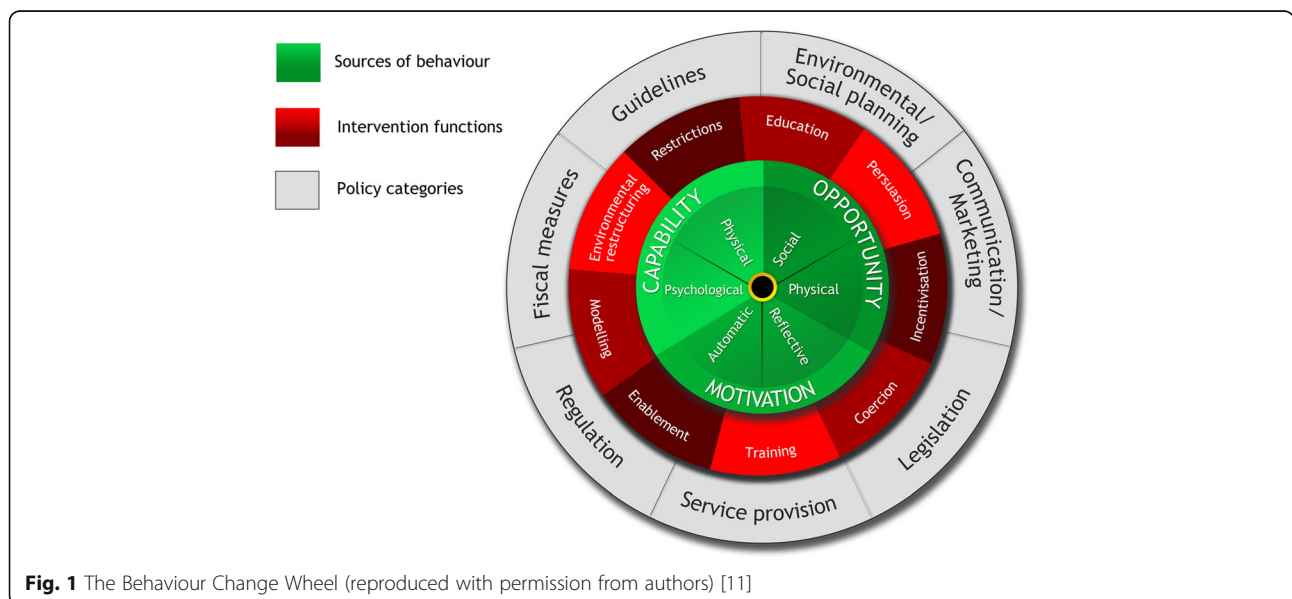 Sources of behaviour
Intervention functions
Policy categories
Guidelines
Environmental/
Social planning
Communication/
Marketing
Legislation
Service provision
Regulation
Fiscal measures
Restrictions
Education
Persuasion
Incentivisation
Coercion
Training
Enablement
Modelling
Environmental
restructuring
CAPABILITY
OPPORTUNITY
MOTIVATION
Physical
Social
Psychological
Physical
Automatic
Reflective
Fig. 1 The Behaviour Change Wheel (reproduced with permission from authors) [11]